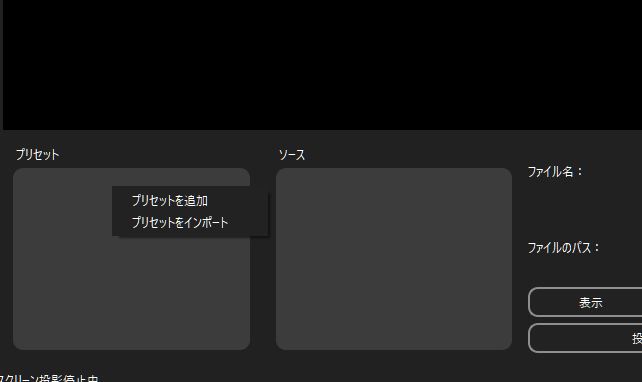 プリセット
ソース
プリセットを追加
プリセットをインポート
ファイル名：
ファイルのパス：
表示
投
スクリーン投影停止中